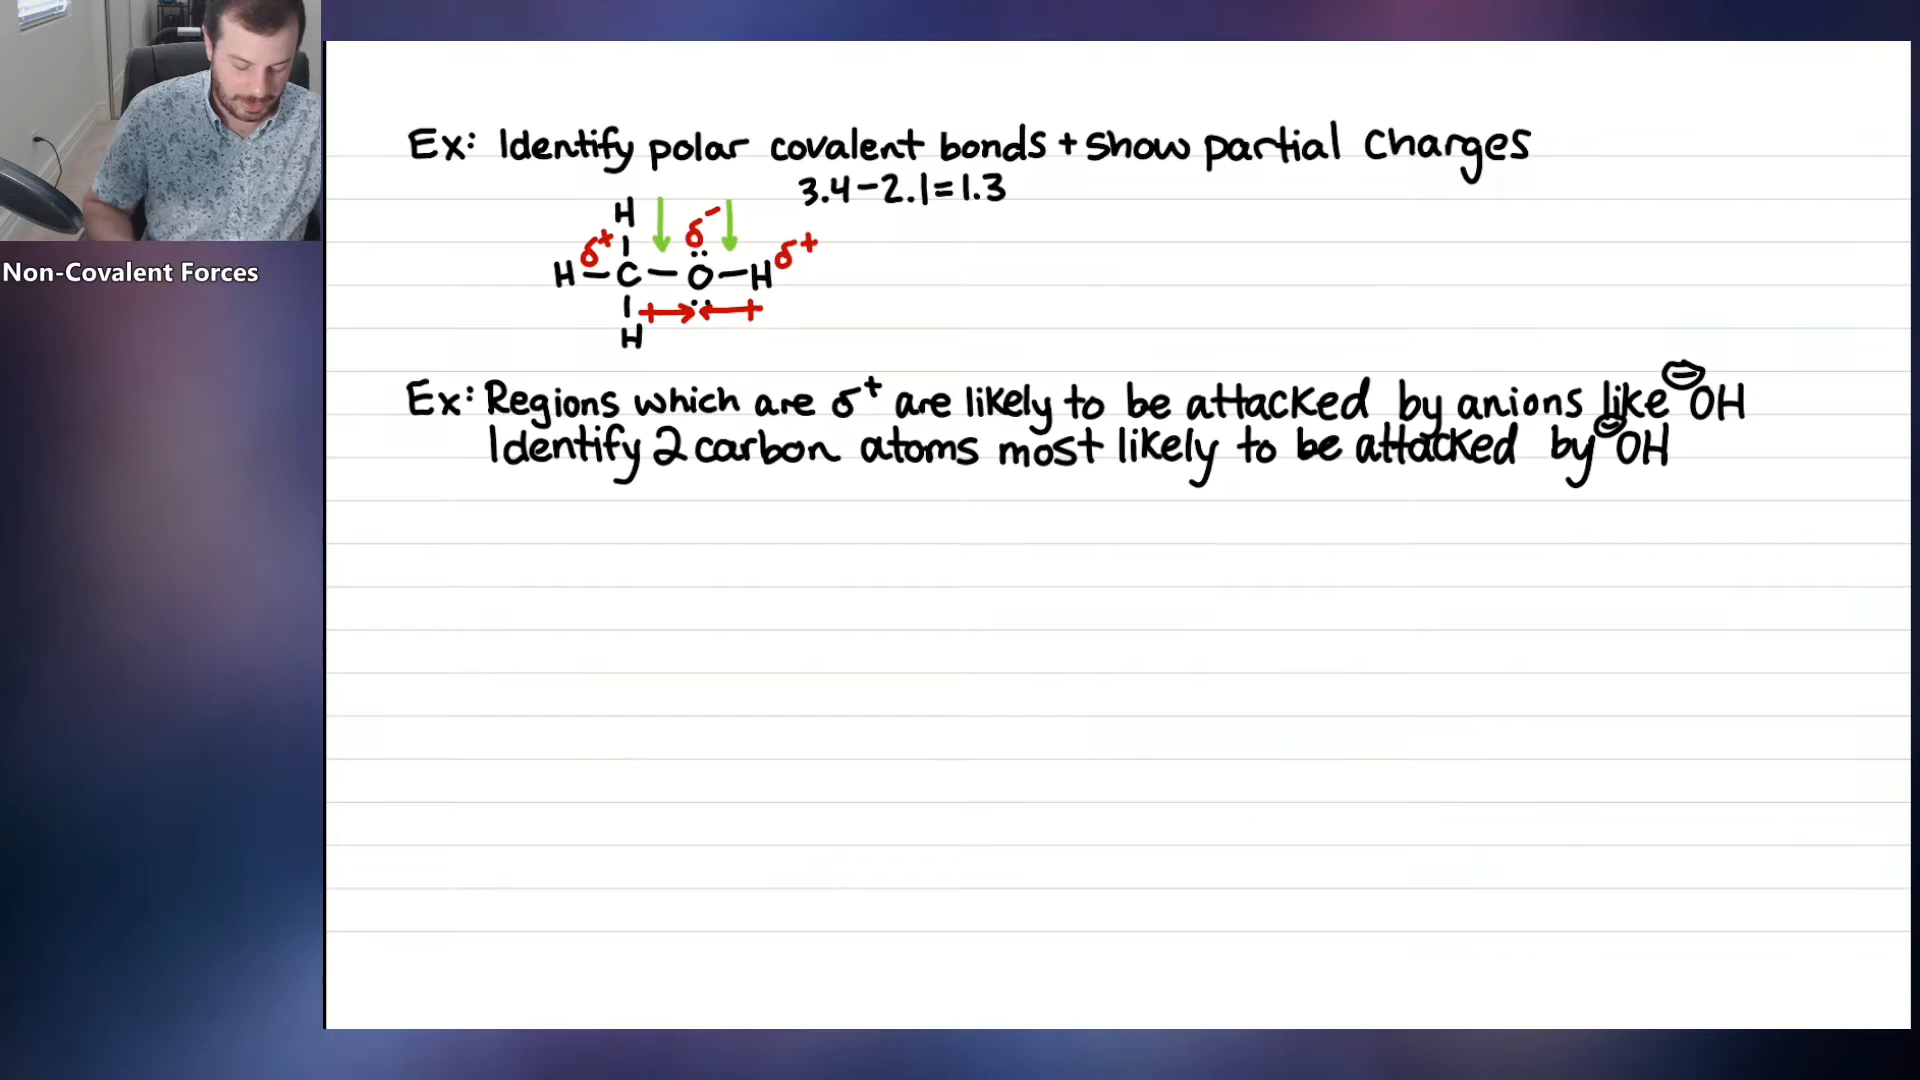 Non-Covalent Forces
Ex: Identify polar covalent bonds + show partial charges
3.4-2.1=1.3
H
δ+ δ- δ+
H-C-O-H
H
Ex: Regions which are δ+ are likely to be attacked by anions like ⊖OH
Identify 2 carbon atoms most likely to be attacked by ⊖OH